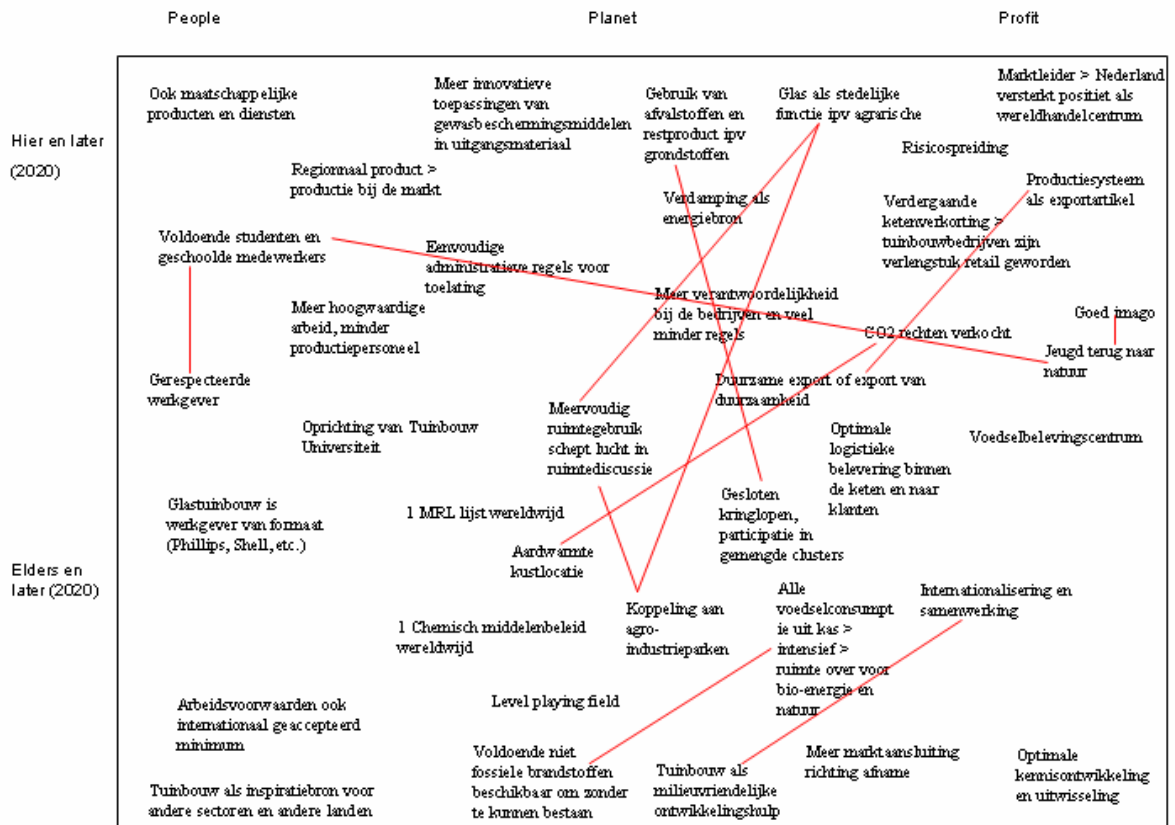 People
Planet
Profit
Hier en later
(2020)
Elders en
later (2020)
Ook maatschappelijke
producten en diensten
Meer innovatieve
toepassingen van
gewasbeschermingsmiddelen
in uitgangsmateriaal
Gebruik van
afvalstoffen en
restproduct ipv
grondstoffen
Glas als stedelijke
functie ipv agrarische
Marktleider > Nederland
versterkt positiet als
wereldhandelcentrum
Risicospreiding
Regionnaal product >
productie bij de markt
Verdamping als
energiebron
Productiesysteem
als exportartikel
Verdergaande
ketenverkorting >
tuinbouwbedrijven zijn
verlengstuk retail geworden
Voldoende studenten en
geschoolde medewerkers
Eenvoudige
administratieve regels voor
toelating
Meer verantwoordelijkheid
bij de bedrijven en veel
minder regels
Meer hoogwaardige
arbeid, minder
productiepersoneel
CO2 rechten verkocht
Goed imago
Jeugd terug naar
natuur
Gerespecteerde
werkgever
Duurzame export of export van
duurzaamheid
Oprichting van Tuinbouw
Universiteit
Meervoudig
ruimtegebruik
schept lucht in
ruimtediscussie
Optimale
logistieke
belevering binnen
de keten en naar
klanten
Voedselbelevingscentrum
Glastuinbouw is
werkgever van formaat
(Phillips, Shell, etc.)
1 MRL lijst wereldwijd
Gesloten
kringlopen,
participatie in
gemengde clusters
Aardwarmte
kustlocatie
1 Chemisch middelenbeleid
wereldwijd
Koppeling aan
agro-
industrieparken
Alle
voedselconsumpt
ie uit kas >
intensief >
ruimte over voor
bio-energie en
natuur
Internationalisering en
samenwerking
Arbeidsvoorwaarden ook
internationaal geaccepteerd
minimum
Level playing field
Tuinbouw als inspiratiebron voor
andere sectoren en andere landen
Voldoende niet
fossiele brandstoffen
beschikbaar om zonder
te kunnen bestaan
Tuinbouw als
milieuvriendelijke
ontwikkelingshulp
Meer marktaansluiting
richting afname
Optimale
kennisontwikkeling
en uitwisseling